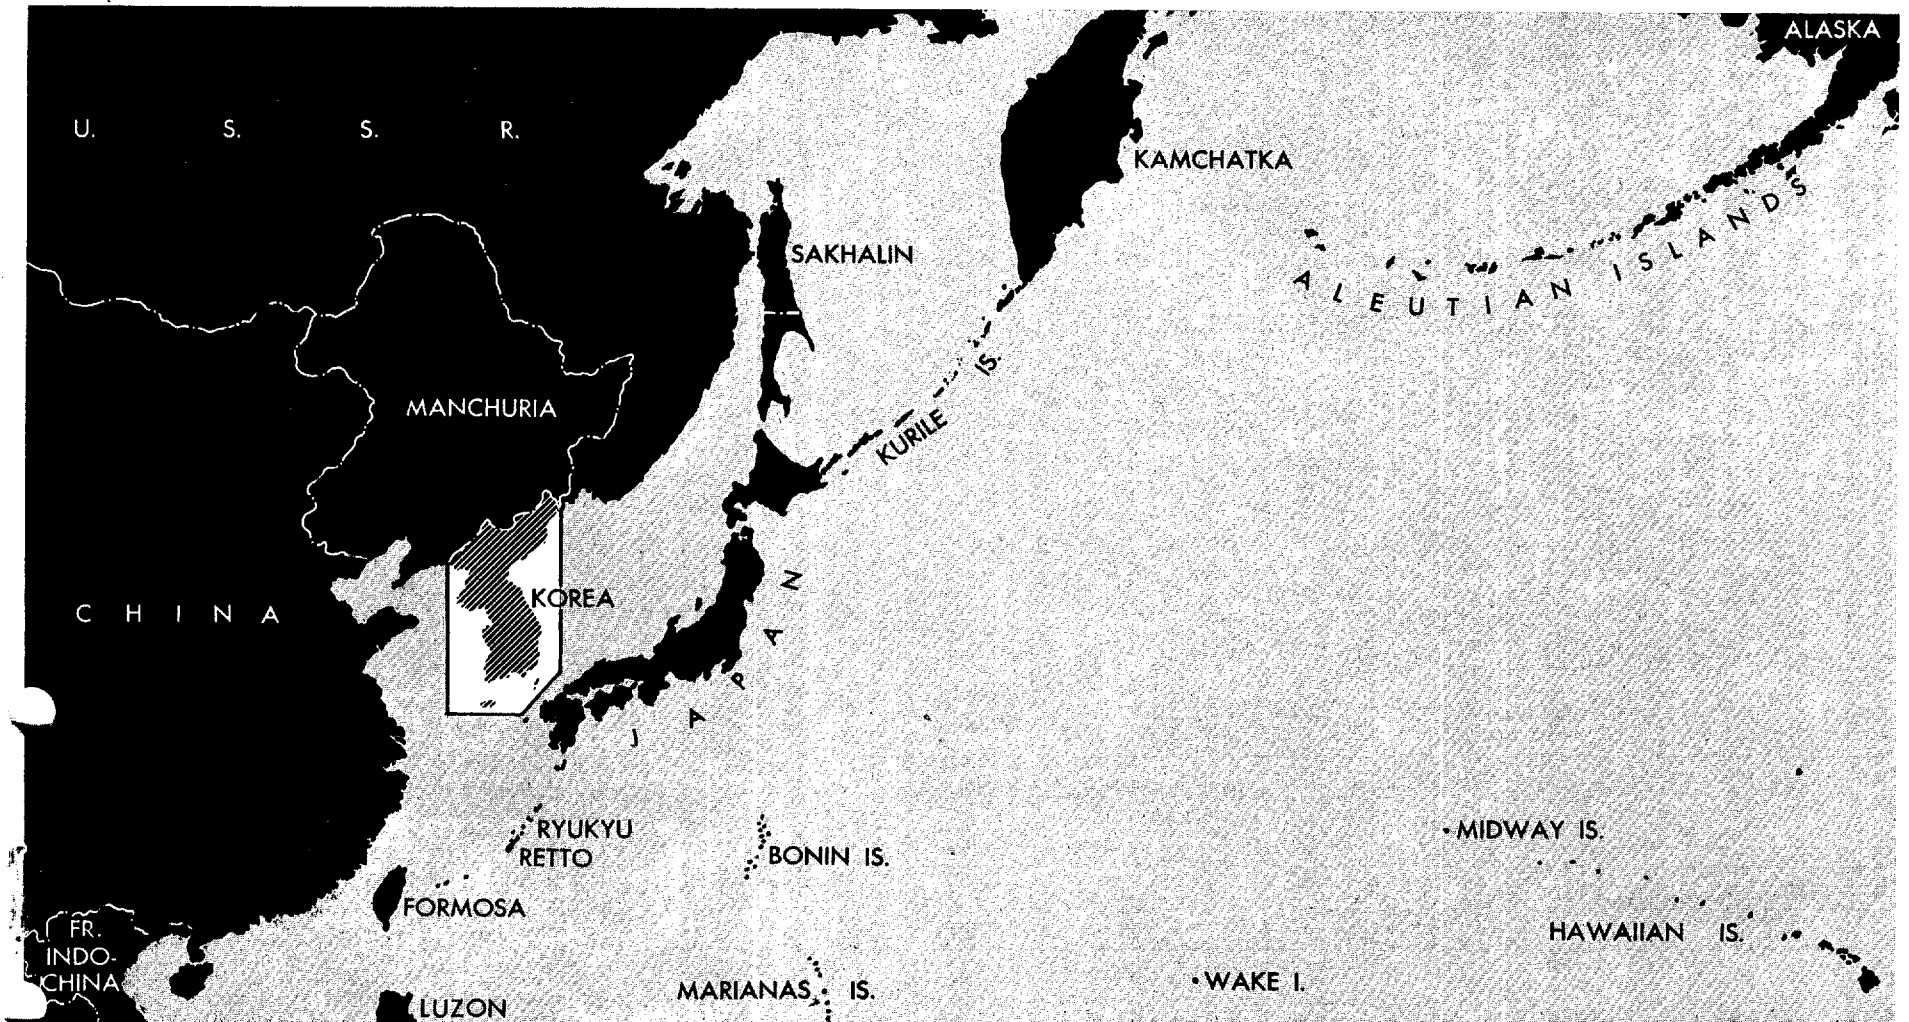 ALASKA
U. S. S. R.
KAMCHATKA
ALEUTIAN ISLANDS
SAKHALIN
KURILE IS.
MANCHURIA
KOREA
CHINA
JAPAN
RYUKYU
RETTO
BONIN IS.
MIDWAY IS.
FORMOSA
HAWAIIAN IS.
FR.
INDO-
CHINA
MARIANAS IS.
WAKE I.
LUZON